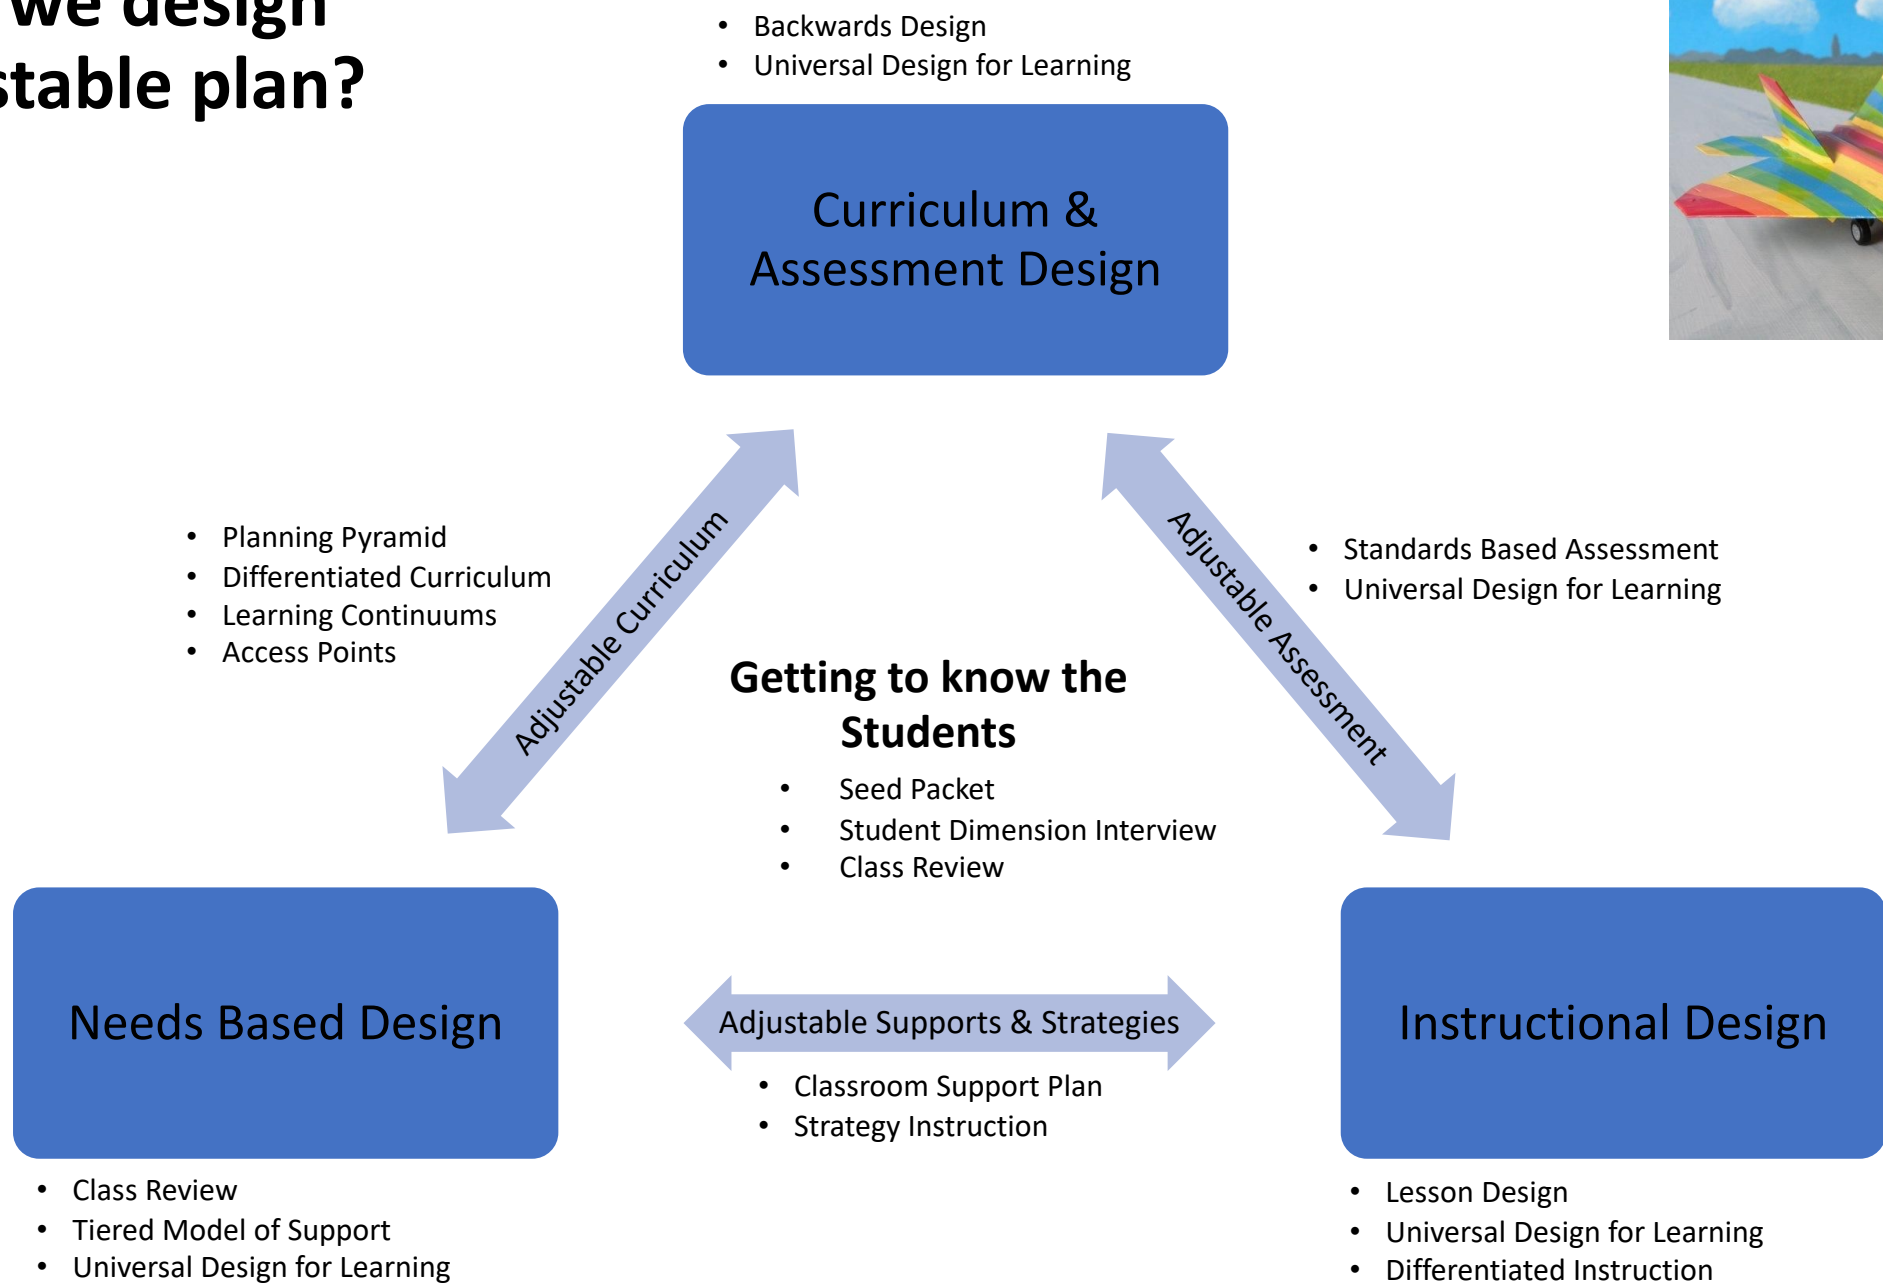 we design
stable plan?
• Backwards Design
• Universal Design for Learning
Curriculum &
Assessment Design
• Planning Pyramid
• Differentiated Curriculum
• Learning Continuums
• Access Points
Adjustable Curriculum
Adjustable Assessment
• Standards Based Assessment
• Universal Design for Learning
Getting to know the
Students
• Seed Packet
• Student Dimension Interview
• Class Review
Needs Based Design
Adjustable Supports & Strategies
Instructional Design
• Classroom Support Plan
• Strategy Instruction
• Class Review
• Tiered Model of Support
• Universal Design for Learning
• Lesson Design
• Universal Design for Learning
• Differentiated Instruction